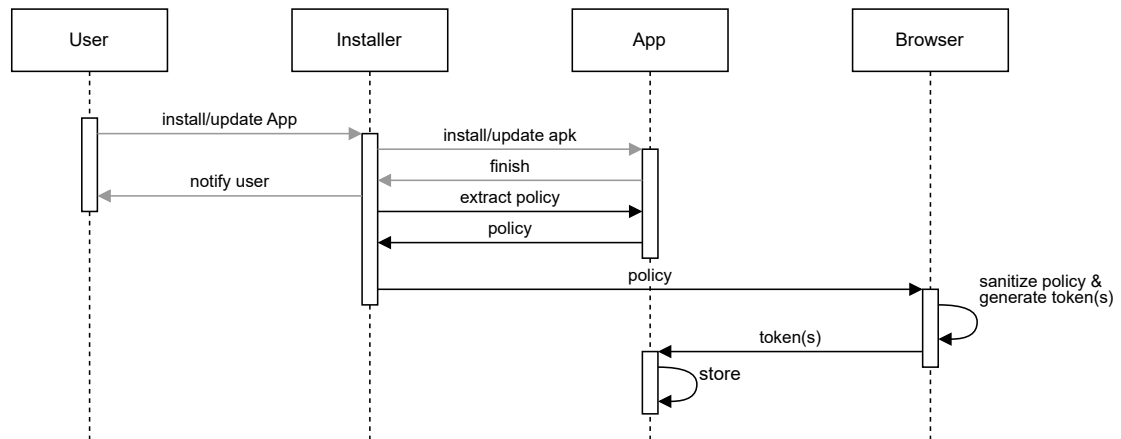 User
Installer
App
Browser
install/update App
install/update apk
finish
notify user
extract policy
policy
policy
sanitize policy &
generate token(s)
token(s)
store